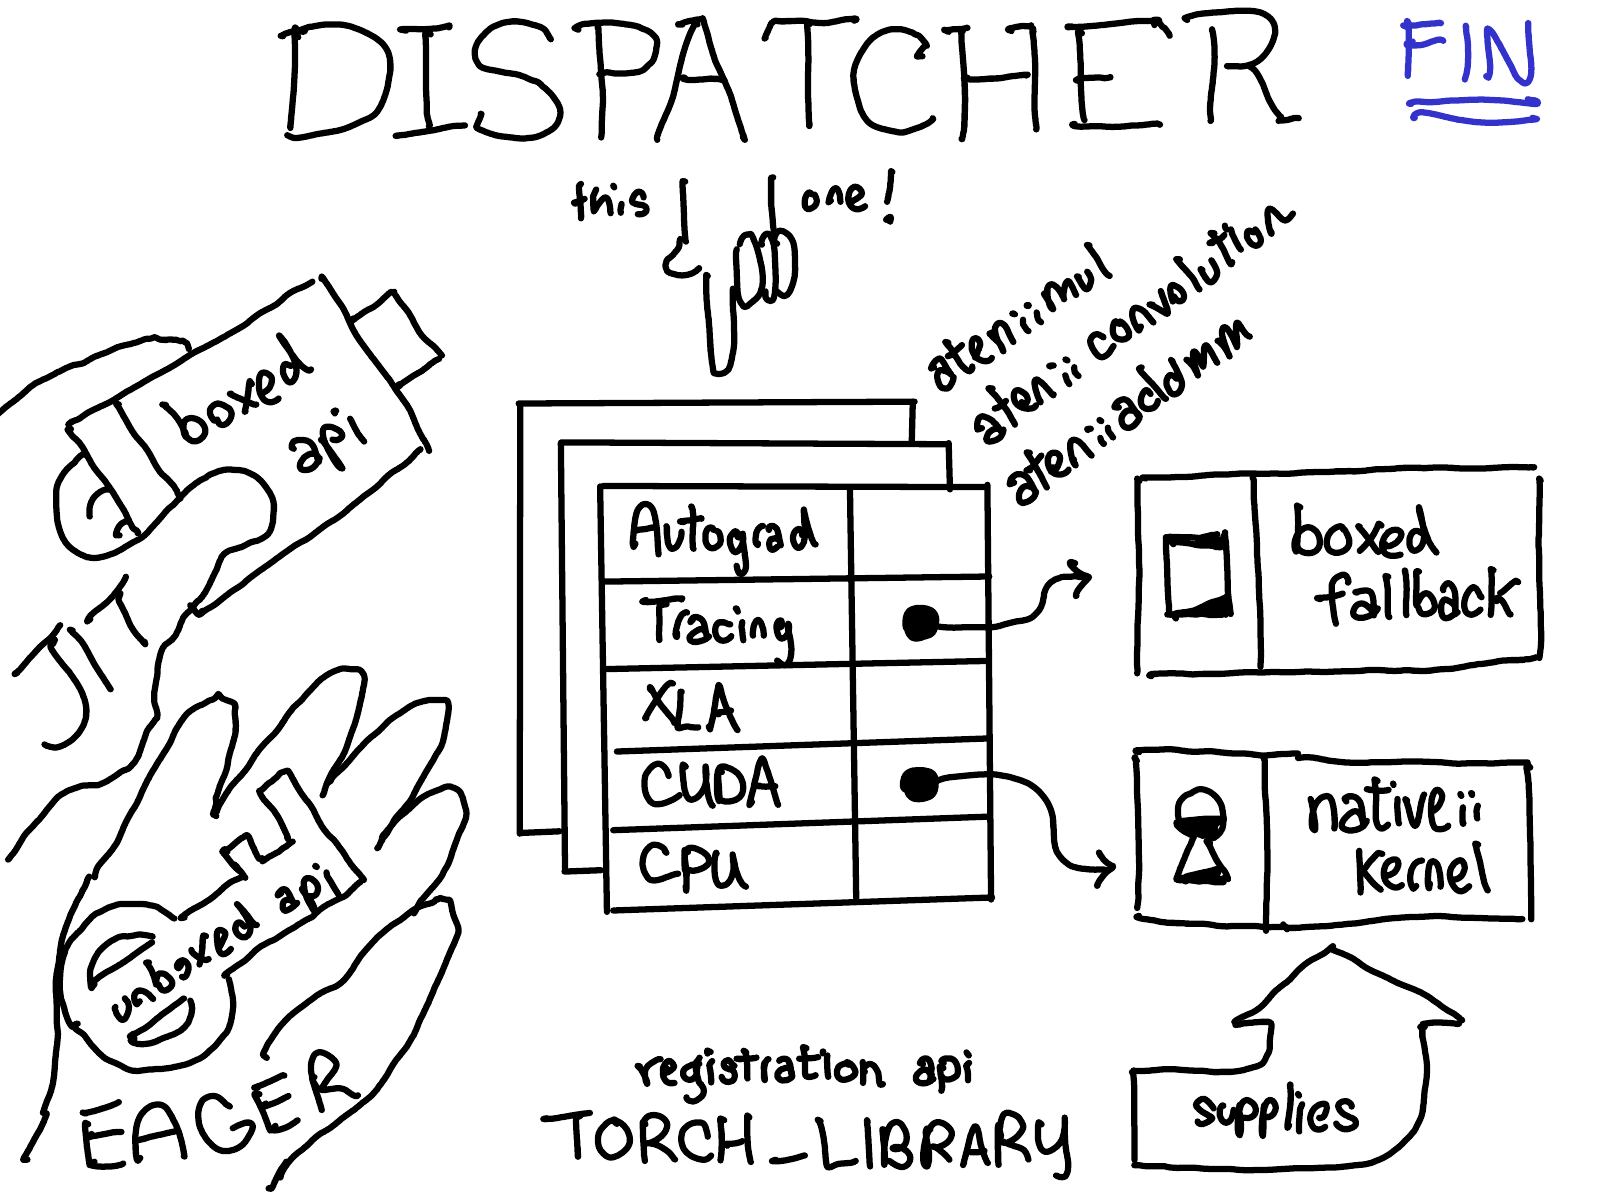 DISPATCHER
FIN
this one!
aten::mul
aten::convolution
aten::addmm
boxed
api
JIT
Autograd
Tracing
XLA
CUDA
CPU
boxed
fallback
native::
kernel
unboxed api
EAGER
registration api
TORCH_LIBRARY
supplies